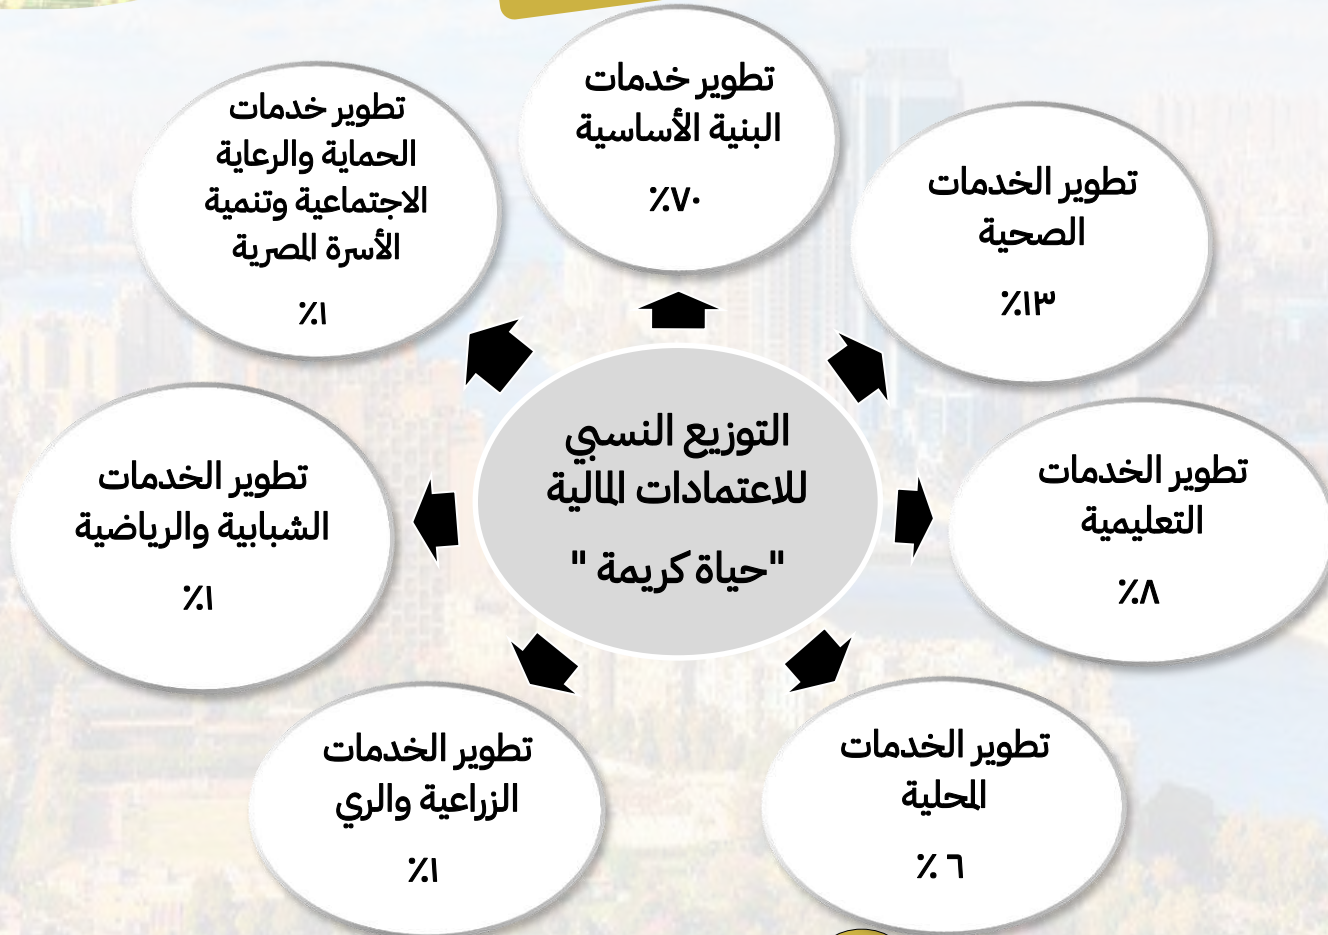 التوزيع النسبي
للاعتمادات المالية
"حياة كريمة "
تطوير خدمات
البنية الأساسية
٧٠٪
تطوير الخدمات
الصحية
١٣٪
تطوير الخدمات
التعليمية
٨٪
تطوير الخدمات
المحلية
٦ ٪
تطوير الخدمات
الزراعية والري
١٪
تطوير الخدمات
الشبابية والرياضية
١٪
تطوير خدمات
الحماية والرعاية
الاجتماعية وتنمية
الأسرة المصرية
١٪